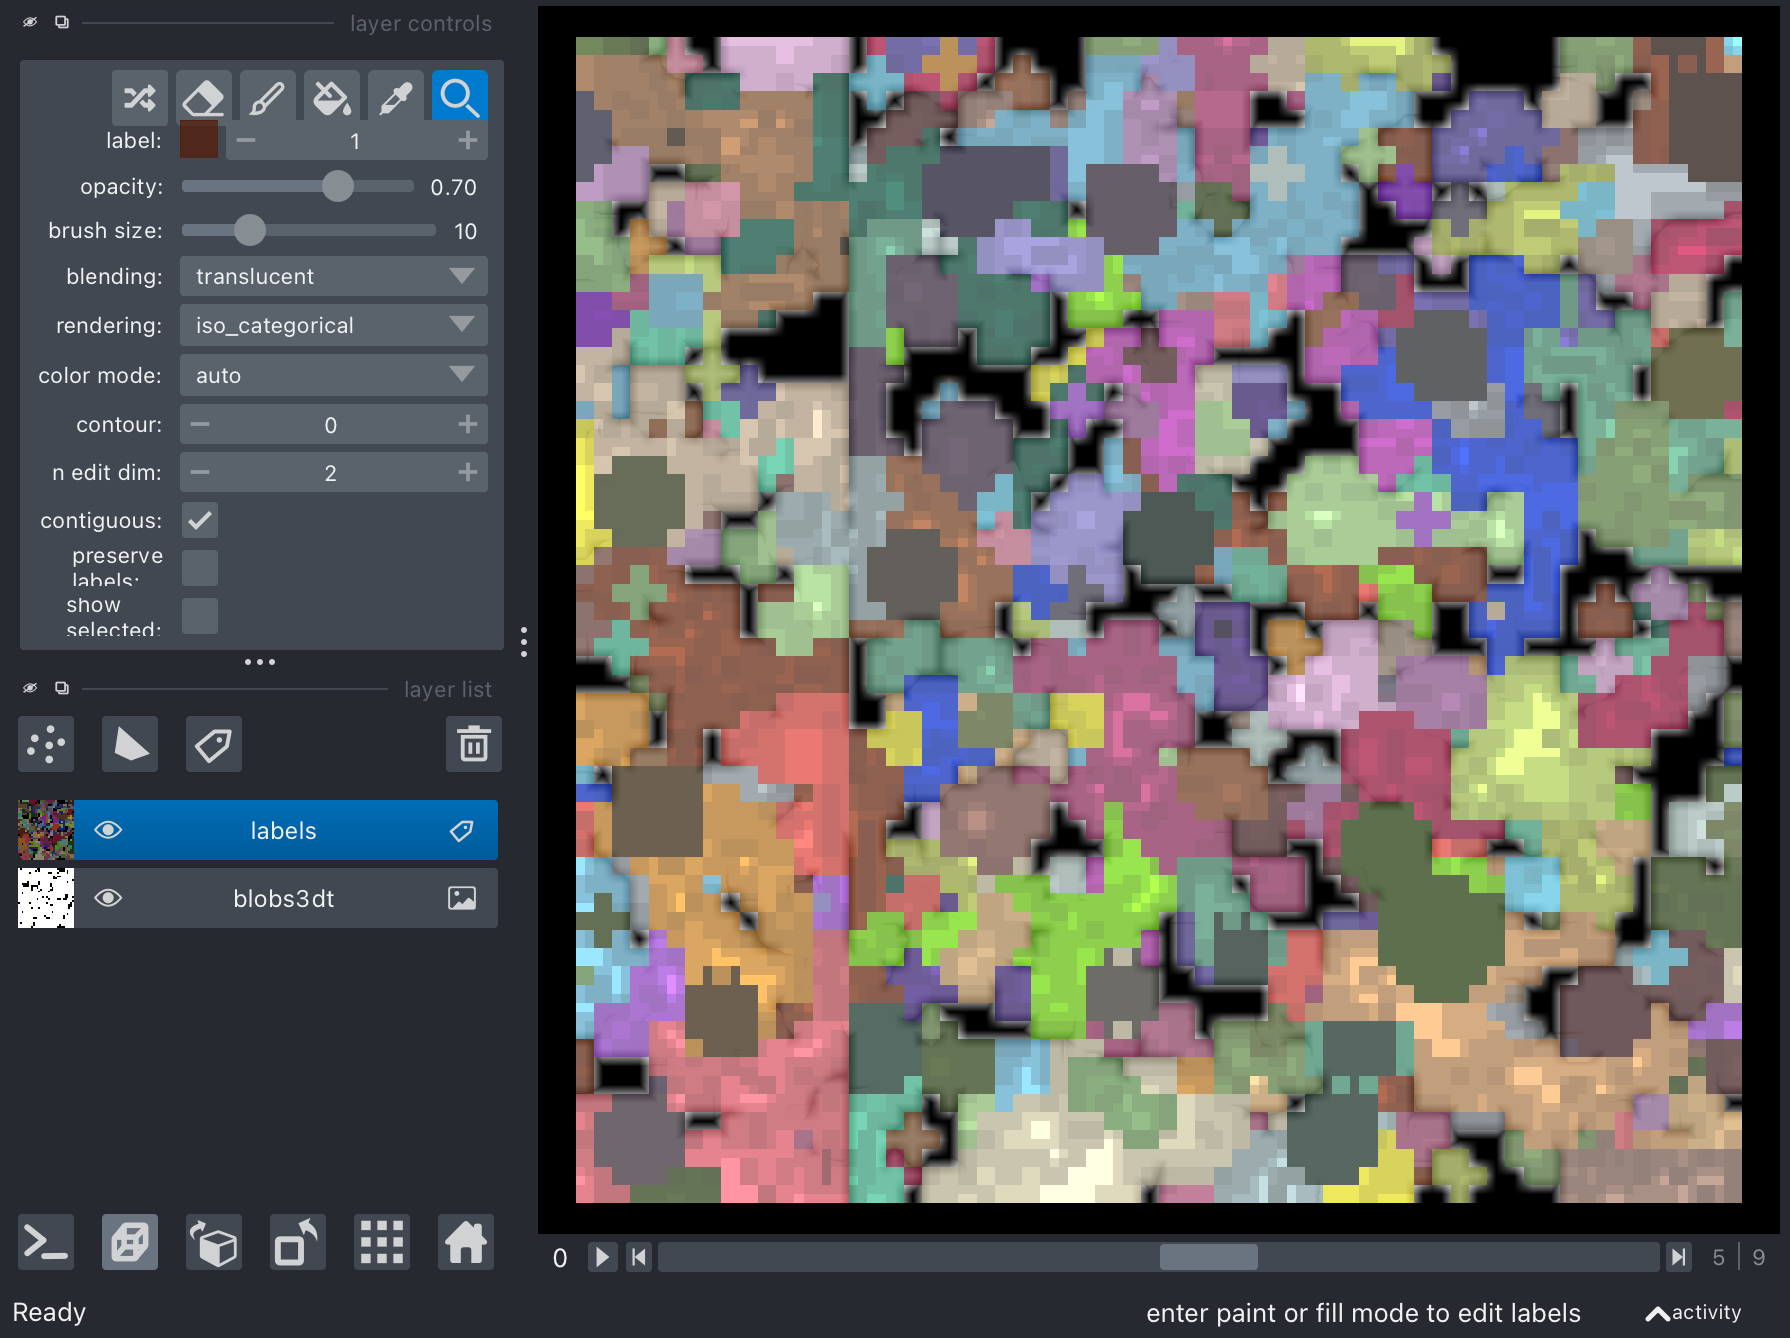 layer controls
label: 1
opacity: 0.70
brush size: 10
blending: translucent
rendering: iso_categorical
color mode: auto
contour: 0
n edit dim: 2
contiguous:
preserve
labels:
show
selected:
layer list
labels
blobs3dt
0 5 9
Ready
enter paint or fill mode to edit labels
activity